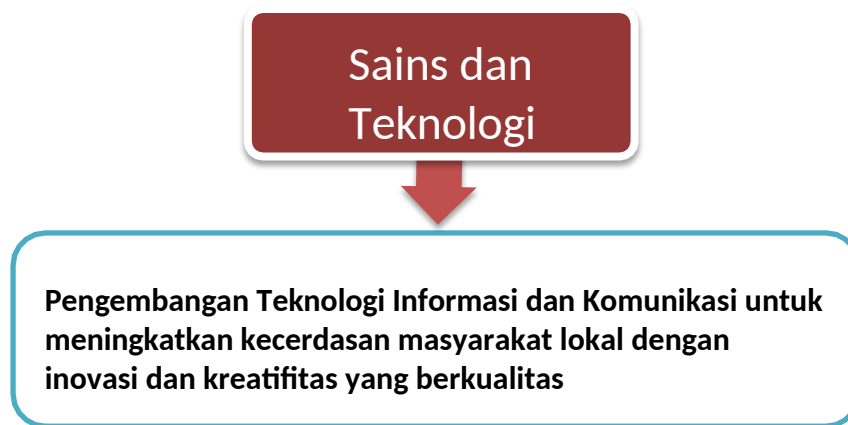 Sains dan
Teknologi
Pengembangan Teknologi Informasi dan Komunikasi untuk
meningkatkan kecerdasan masyarakat lokal dengan
inovasi dan kreatifitas yang berkualitas